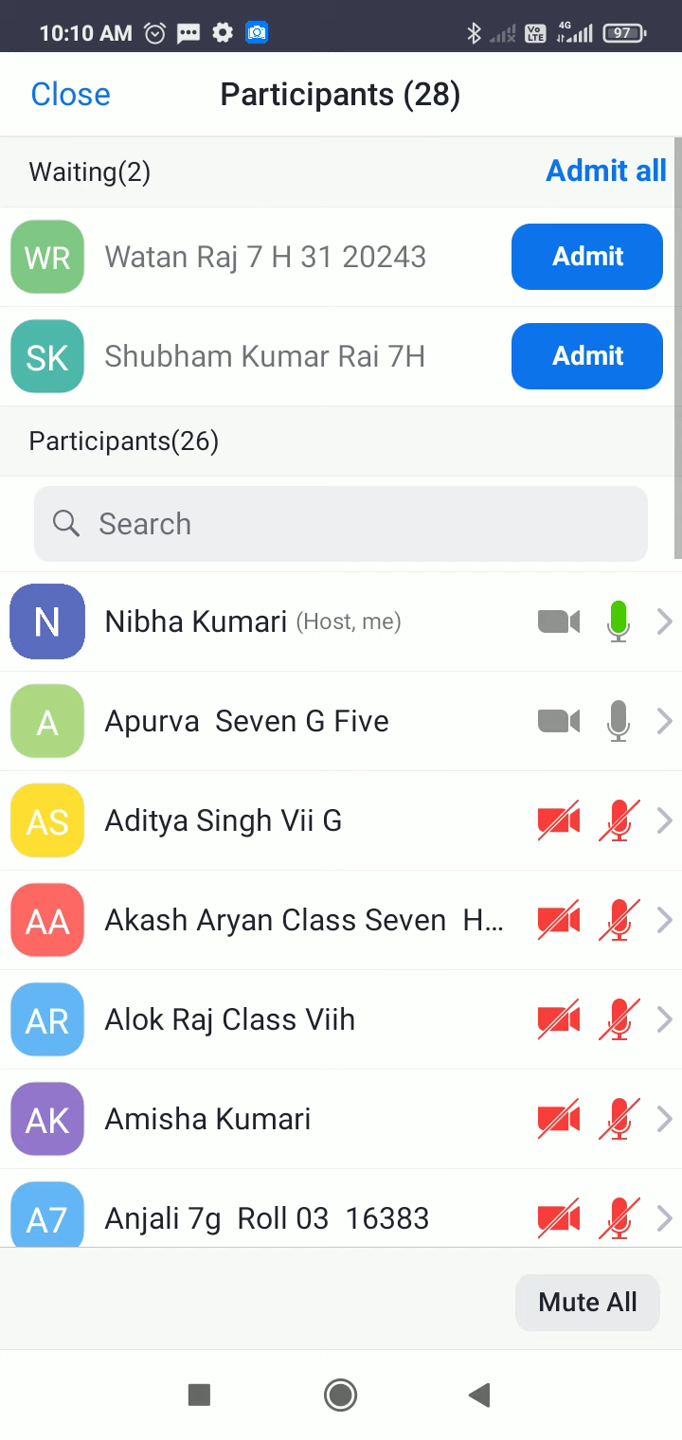 10:10 AM Vo LTE 4G 97
Close Participants (28)
Waiting(2) Admit all
WR Watan Raj 7 H 31 20243 Admit
SK Shubham Kumar Rai 7H Admit
Participants(26)
Search
N Nibha Kumari (Host, me)
A Apurva Seven G Five
AS Aditya Singh Vii G
AA Akash Aryan Class Seven H...
AR Alok Raj Class Viih
AK Amisha Kumari
A7 Anjali 7g Roll 03 16383
Mute All